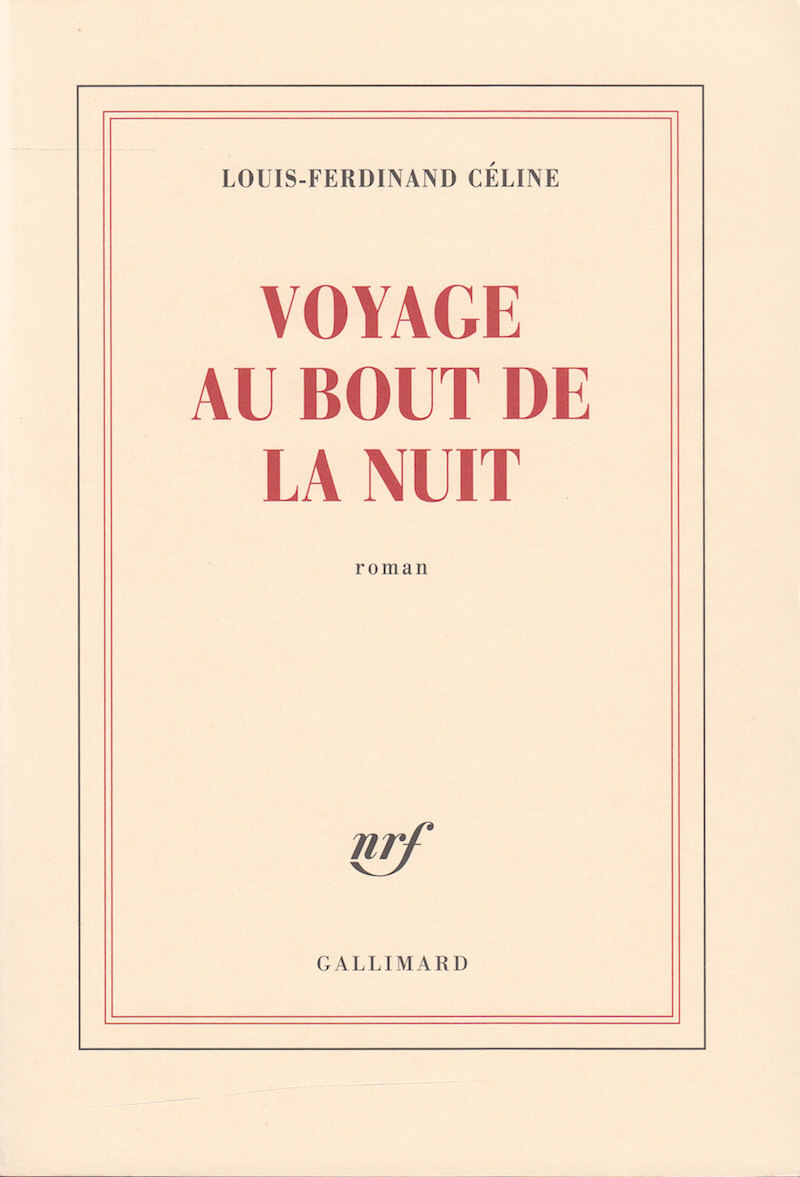 LOUIS-FERDINAND CÉLINE
VOYAGE
AU BOUT DE
LA NUIT
roman
nrf
GALLIMARD